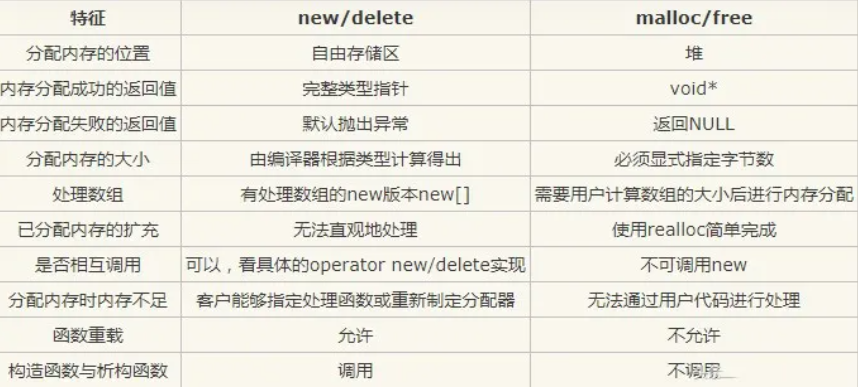 特征 new/delete malloc/free
分配内存的位置 自由存储区 堆
内存分配成功的返回值 完整类型指针 void*
内存分配失败的返回值 默认抛出异常 返回NULL
分配内存的大小 由编译器根据类型计算得出 必须显式指定字节数
处理数组 有处理数组的new版本new[] 需要用户计算数组的大小后进行内存分配
已分配内存的扩充 无法直观地处理 使用realloc简单完成
是否相互调用 可以，看具体的operator new/delete实现 不可调用new
分配内存时内存不足 客户能够指定处理函数或重新制定分配器 无法通过用户代码进行处理
函数重载 允许 不允许
构造函数与析构函数 调用 不调用